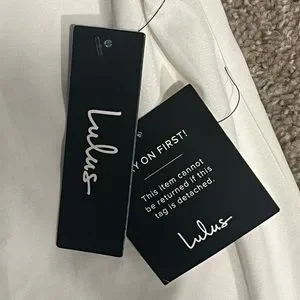 Lulus
Y ON FIRST!
This item cannot
be returned if this
tag is detached.
Lulus